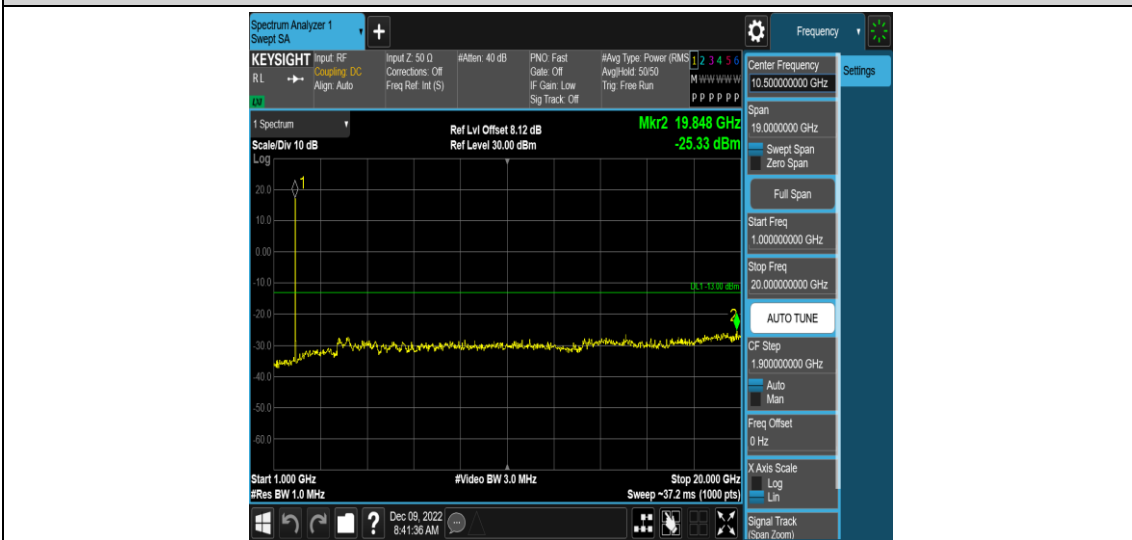 Spectrum Analyzer 1
Swept SA
+
Frequency
KEYSIGHT
RL
Input: RF
Coupling: DC
Align: Auto
Input Z: 50 Ω
Corrections: Off
Freq Ref: Int (S)
#Atten: 40 dB
PNO: Fast
Gate: Off
IF Gain: Low
Sig Track: Off
#Avg Type: Power (RMS
Avg|Hold: 50/50
Trig: Free Run
1 2 3 4 5 6
M W W W W W
P P P P P P
1 Spectrum
Scale/Div 10 dB
Log
Ref Lvl Offset 8.12 dB
Ref Level 30.00 dBm
Mkr2 19.848 GHz
-25.33 dBm
1
20.0
10.0
0.00
-10.0
DL1 -13.00 dBm
-20.0
2
-30.0
-40.0
-50.0
-60.0
Start 1.000 GHz
#Res BW 1.0 MHz
#Video BW 3.0 MHz
Stop 20.000 GHz
Sweep ~37.2 ms (1000 pts)
?
Dec 09, 2022
8:41:36 AM
Center Frequency
10.500000000 GHz
Settings
Span
19.0000000 GHz
Swept Span
Zero Span
Full Span
Start Freq
1.000000000 GHz
Stop Freq
20.000000000 GHz
AUTO TUNE
CF Step
1.900000000 GHz
Auto
Man
Freq Offset
0 Hz
X Axis Scale
Log
Lin
Signal Track
(Span Zoom)